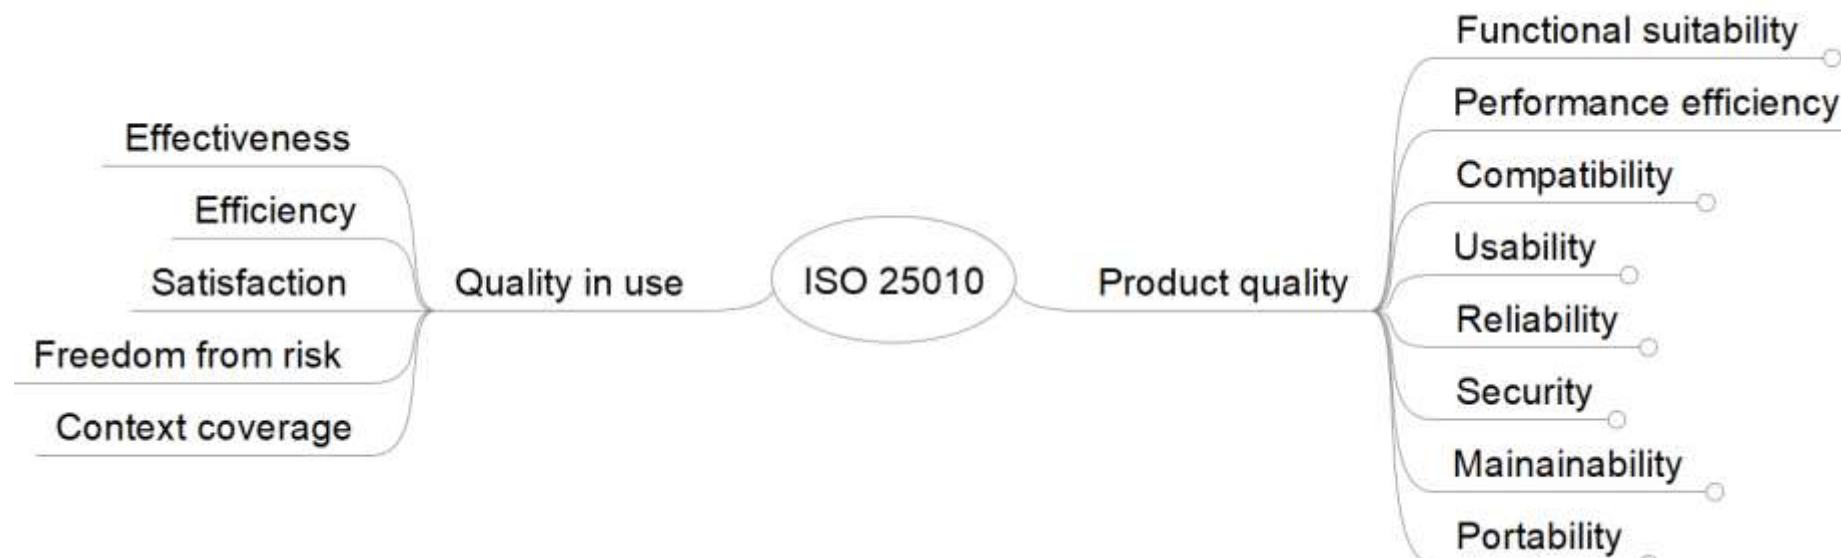 Effectiveness
Efficiency
Satisfaction
Freedom from risk
Context coverage
Quality in use
ISO 25010
Product quality
Functional suitability
Performance efficiency
Compatibility
Usability
Reliability
Security
Mainainability
Portability